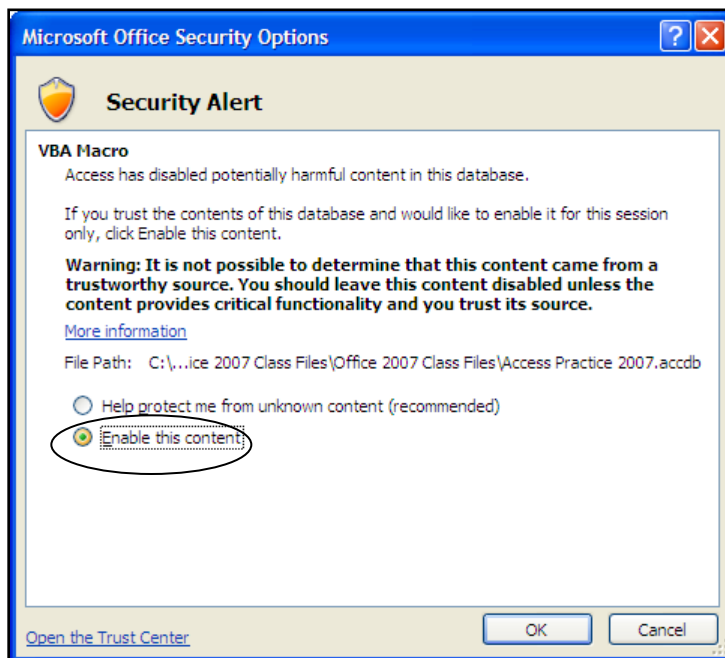 Microsoft Office Security Options
Security Alert
VBA Macro
Access has disabled potentially harmful content in this database.
If you trust the contents of this database and would like to enable it for this session
only, click Enable this content.
Warning: It is not possible to determine that this content came from a
trustworthy source. You should leave this content disabled unless the
content provides critical functionality and you trust its source.
More information
File Path: C:\...ice 2007 Class Files\Office 2007 Class Files\Access Practice 2007.accdb
Help protect me from unknown content (recommended)
Enable this content
Open the Trust Center
OK
Cancel